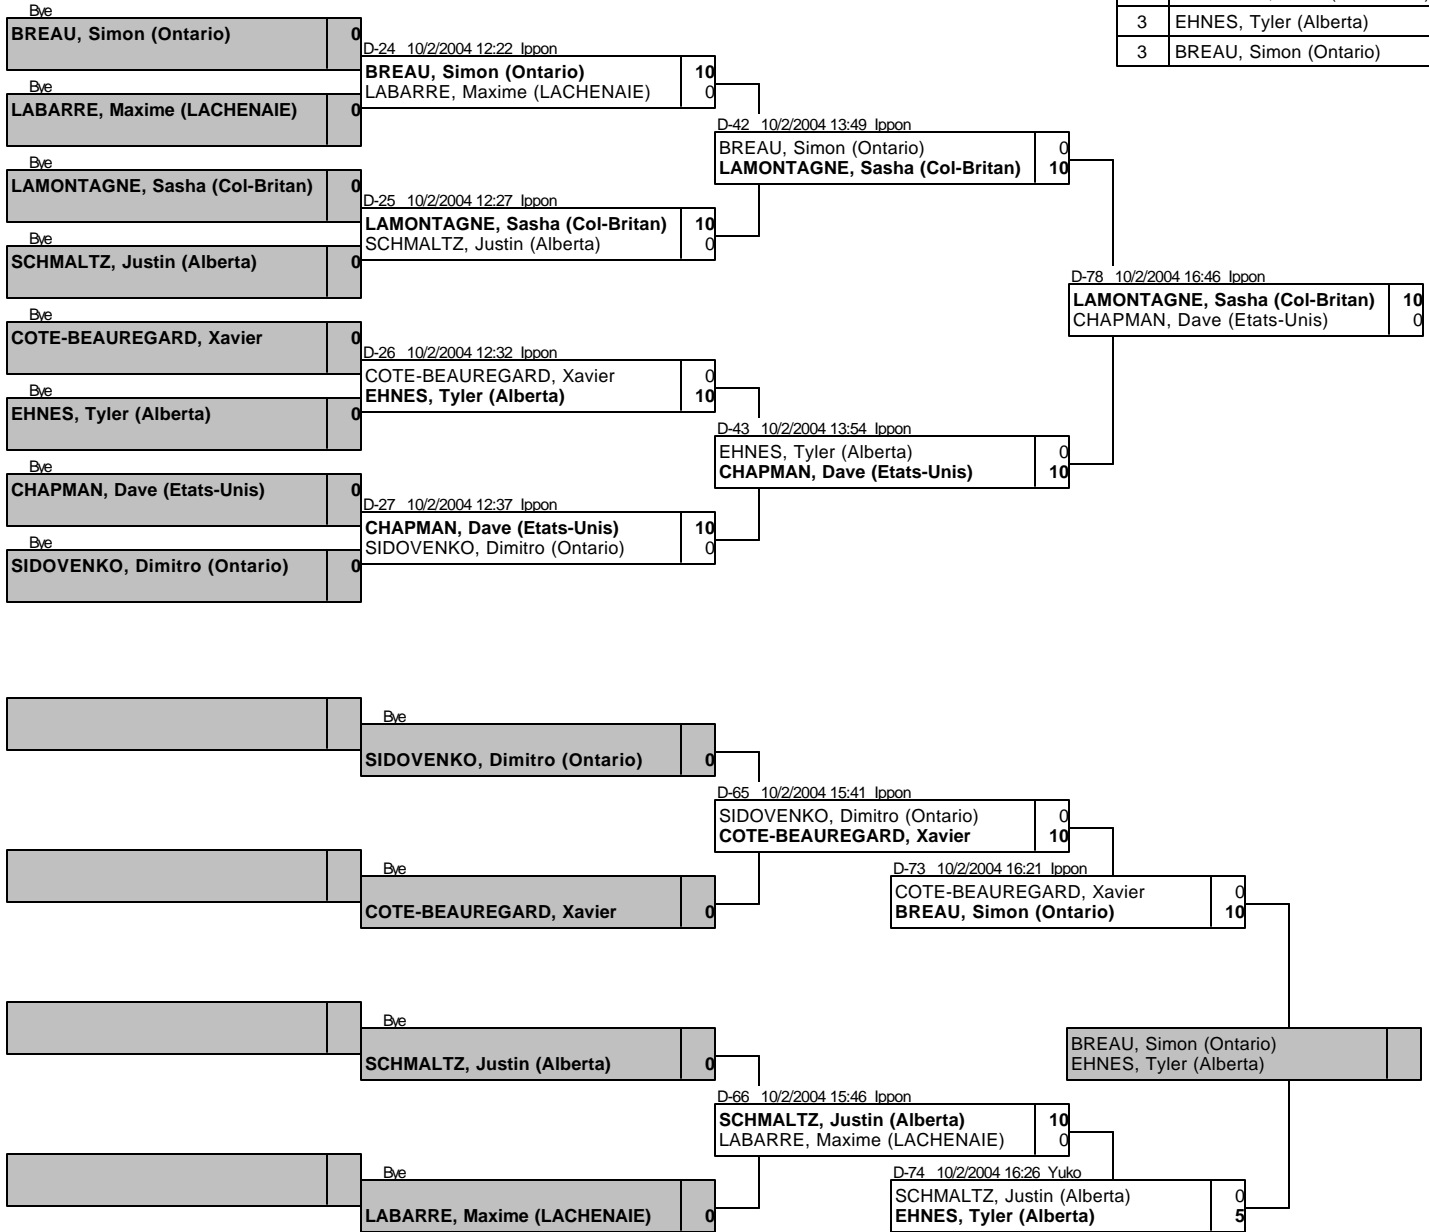 3 EHNES, Tyler (Alberta)
3 BREAU, Simon (Ontario)
Bye
BREAU, Simon (Ontario) 0
Bye
LABARRE, Maxime (LACHENAIE) 0
Bye
LAMONTAGNE, Sasha (Col-Britan) 0
Bye
SCHMALTZ, Justin (Alberta) 0
Bye
COTE-BEAUREGARD, Xavier 0
Bye
EHNES, Tyler (Alberta) 0
Bye
CHAPMAN, Dave (Etats-Unis) 0
Bye
SIDOVENKO, Dimitro (Ontario) 0
D-24 10/2/2004 12:22 Ippon
BREAU, Simon (Ontario) 10
LABARRE, Maxime (LACHENAIE) 0
D-25 10/2/2004 12:27 Ippon
LAMONTAGNE, Sasha (Col-Britan) 10
SCHMALTZ, Justin (Alberta) 0
D-26 10/2/2004 12:32 Ippon
COTE-BEAUREGARD, Xavier 0
EHNES, Tyler (Alberta) 10
D-27 10/2/2004 12:37 Ippon
CHAPMAN, Dave (Etats-Unis) 10
SIDOVENKO, Dimitro (Ontario) 0
D-42 10/2/2004 13:49 Ippon
BREAU, Simon (Ontario) 0
LAMONTAGNE, Sasha (Col-Britan) 10
D-43 10/2/2004 13:54 Ippon
EHNES, Tyler (Alberta) 0
CHAPMAN, Dave (Etats-Unis) 10
D-78 10/2/2004 16:46 Ippon
LAMONTAGNE, Sasha (Col-Britan) 10
CHAPMAN, Dave (Etats-Unis) 0
Bye
SIDOVENKO, Dimitro (Ontario) 0
Bye
COTE-BEAUREGARD, Xavier 0
Bye
SCHMALTZ, Justin (Alberta) 0
Bye
LABARRE, Maxime (LACHENAIE) 0
D-65 10/2/2004 15:41 Ippon
SIDOVENKO, Dimitro (Ontario) 0
COTE-BEAUREGARD, Xavier 10
D-66 10/2/2004 15:46 Ippon
SCHMALTZ, Justin (Alberta) 10
LABARRE, Maxime (LACHENAIE) 0
D-73 10/2/2004 16:21 Ippon
COTE-BEAUREGARD, Xavier 0
BREAU, Simon (Ontario) 10
D-74 10/2/2004 16:26 Yuko
SCHMALTZ, Justin (Alberta) 0
EHNES, Tyler (Alberta) 5
BREAU, Simon (Ontario)
EHNES, Tyler (Alberta)